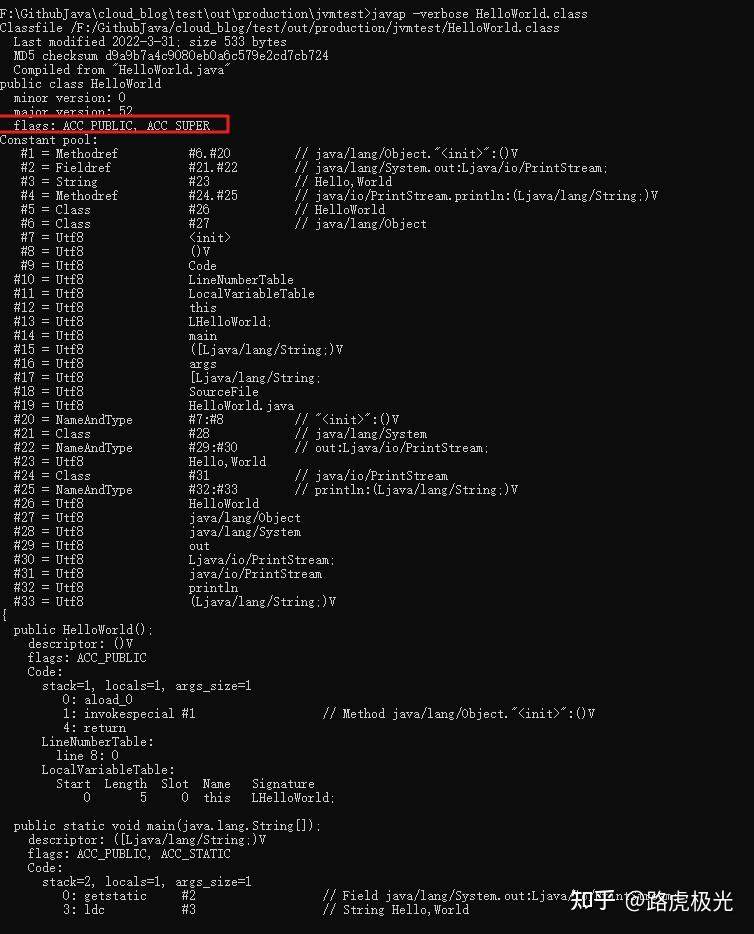 F:\GithubJava\cloud_blog\test\out\production\jvmtest>javap -verbose HelloWorld.class
Classfile /F:/GithubJava/cloud_blog/test/out/production/jvmtest/HelloWorld.class
  Last modified 2022-3-31; size 533 bytes
  MD5 checksum d9a9b7a4c9080eb0a6c579e2cd7cb724
  Compiled from "HelloWorld.java"
public class HelloWorld
  minor version: 0
  major version: 52
  flags: ACC_PUBLIC, ACC_SUPER
Constant pool:
   #1 = Methodref          #6.#20         // java/lang/Object."<init>":()V
   #2 = Fieldref           #21.#22        // java/lang/System.out:Ljava/io/PrintStream;
   #3 = String             #23            // Hello,World
   #4 = Methodref          #24.#25        // java/io/PrintStream.println:(Ljava/lang/String;)V
   #5 = Class              #26            // HelloWorld
   #6 = Class              #27            // java/lang/Object
   #7 = Utf8               <init>
   #8 = Utf8               ()V
   #9 = Utf8               Code
  #10 = Utf8               LineNumberTable
  #11 = Utf8               LocalVariableTable
  #12 = Utf8               this
  #13 = Utf8               LHelloWorld;
  #14 = Utf8               main
  #15 = Utf8               ([Ljava/lang/String;)V
  #16 = Utf8               args
  #17 = Utf8               [Ljava/lang/String;
  #18 = Utf8               SourceFile
  #19 = Utf8               HelloWorld.java
  #20 = NameAndType        #7:#8          // "<init>":()V
  #21 = Class              #28            // java/lang/System
  #22 = NameAndType        #29:#30        // out:Ljava/io/PrintStream;
  #23 = Utf8               Hello,World
  #24 = Class              #31            // java/io/PrintStream
  #25 = NameAndType        #32:#33        // println:(Ljava/lang/String;)V
  #26 = Utf8               HelloWorld
  #27 = Utf8               java/lang/Object
  #28 = Utf8               java/lang/System
  #29 = Utf8               out
  #30 = Utf8               Ljava/io/PrintStream;
  #31 = Utf8               java/io/PrintStream
  #32 = Utf8               println
  #33 = Utf8               (Ljava/lang/String;)V
{
  public HelloWorld();
    descriptor: ()V
    flags: ACC_PUBLIC
    Code:
      stack=1, locals=1, args_size=1
         0: aload_0
         1: invokespecial #1                  // Method java/lang/Object."<init>":()V
         4: return
      LineNumberTable:
        line 8: 0
      LocalVariableTable:
        Start  Length  Slot  Name   Signature
            0       5     0  this   LHelloWorld;

  public static void main(java.lang.String[]);
    descriptor: ([Ljava/lang/String;)V
    flags: ACC_PUBLIC, ACC_STATIC
    Code:
      stack=2, locals=1, args_size=1
         0: getstatic     #2                  // Field java/lang/System.out:Ljava
         3: ldc           #3                  // String Hello,World
知乎 @路虎极光